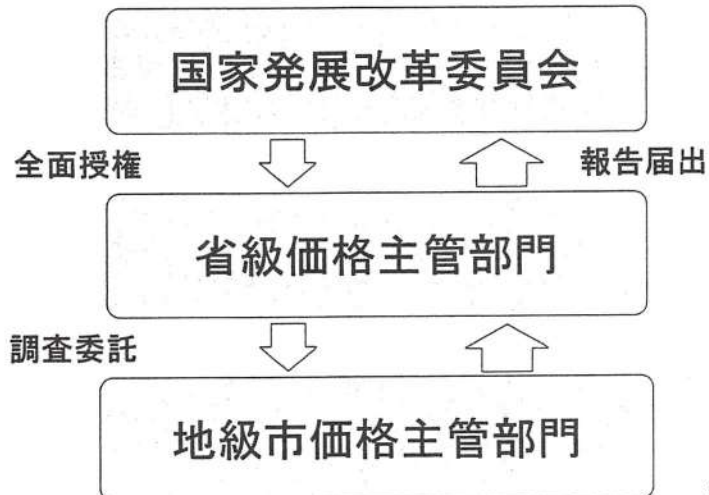 国家発展改革委員会
全面授権
報告届出
省級価格主管部門
調査委託
地級市価格主管部門